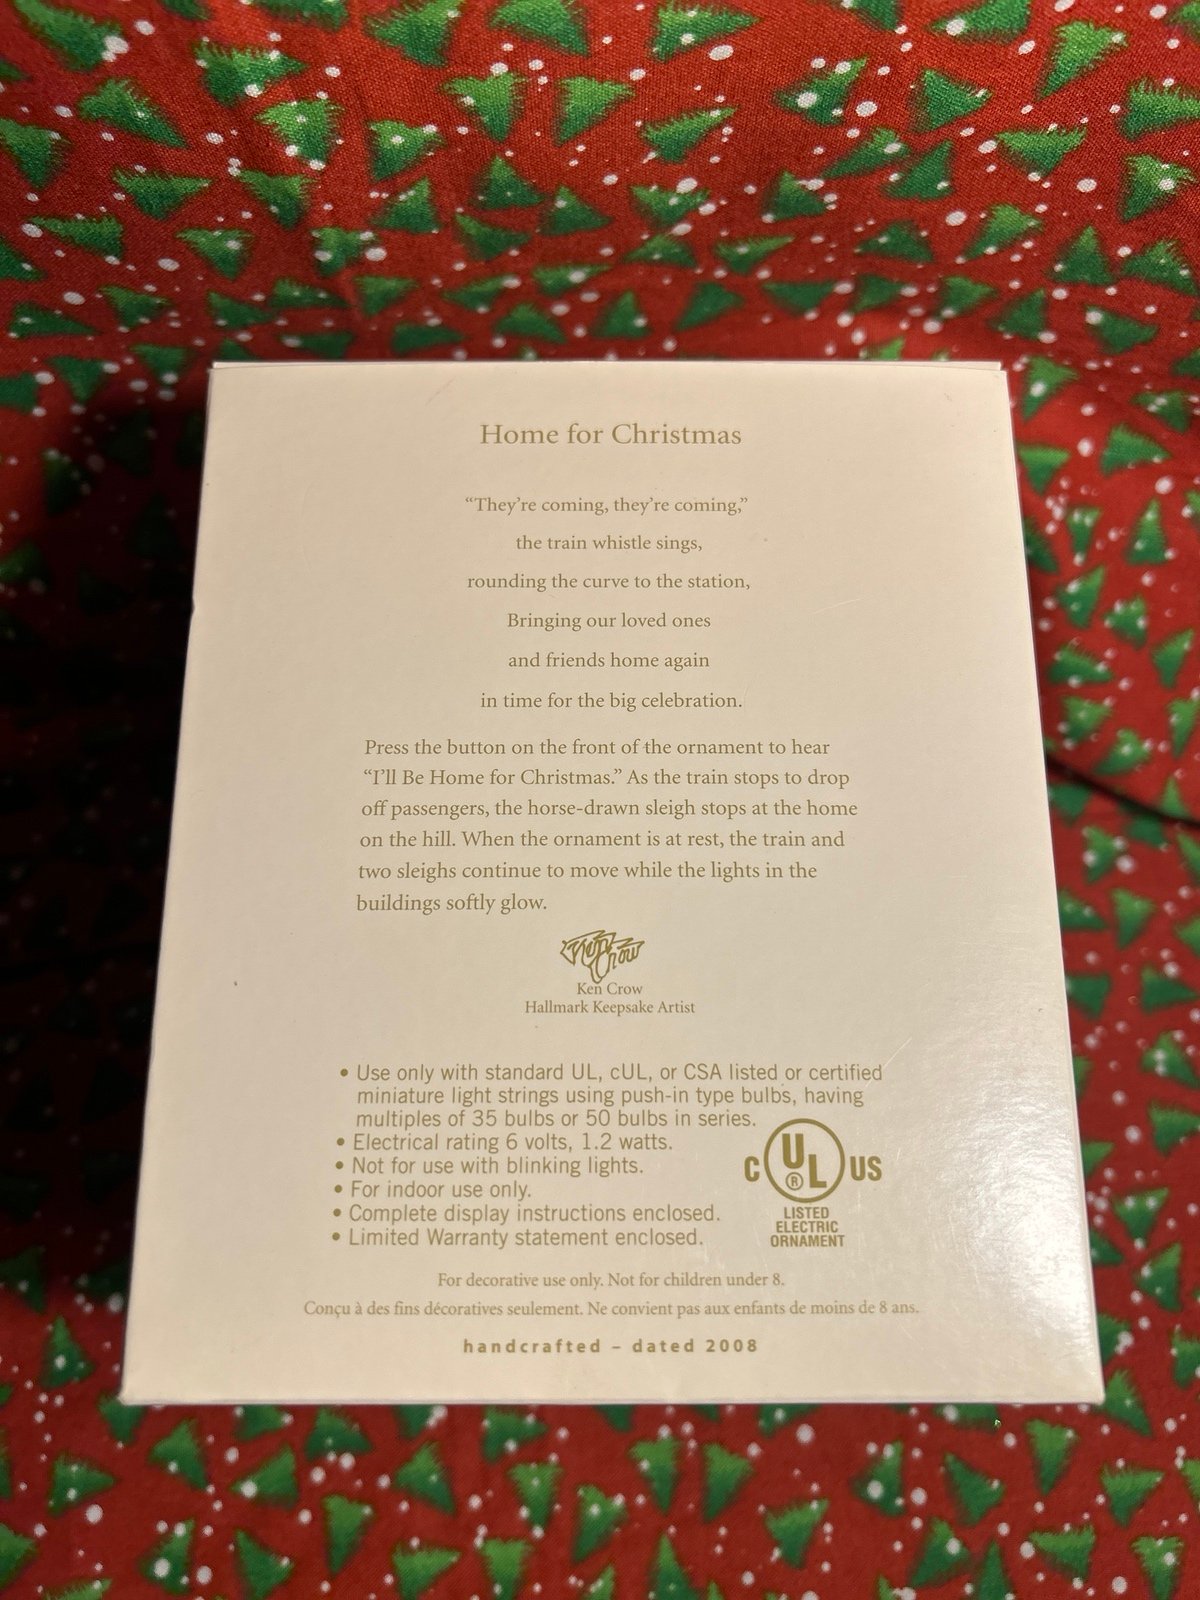 Home for Christmas
“They’re coming, they’re coming,”
the train whistle sings,
rounding the curve to the station,
Bringing our loved ones
and friends home again
in time for the big celebration.
Press the button on the front of the ornament to hear
“I’ll Be Home for Christmas.” As the train stops to drop
off passengers, the horse-drawn sleigh stops at the home
on the hill. When the ornament is at rest, the train and
two sleighs continue to move while the lights in the
buildings softly glow.
Ken Crow
Ken Crow
Hallmark Keepsake Artist
• Use only with standard UL, cUL, or CSA listed or certified
miniature light strings using push-in type bulbs, having
multiples of 35 bulbs or 50 bulbs in series.
• Electrical rating 6 volts, 1.2 watts.
• Not for use with blinking lights.
• For indoor use only.
• Complete display instructions enclosed.
• Limited Warranty statement enclosed.
C UL® US
LISTED
ELECTRIC
ORNAMENT
For decorative use only. Not for children under 8.
Conçu à des fins décoratives seulement. Ne convient pas aux enfants de moins de 8 ans.
handcrafted – dated 2008